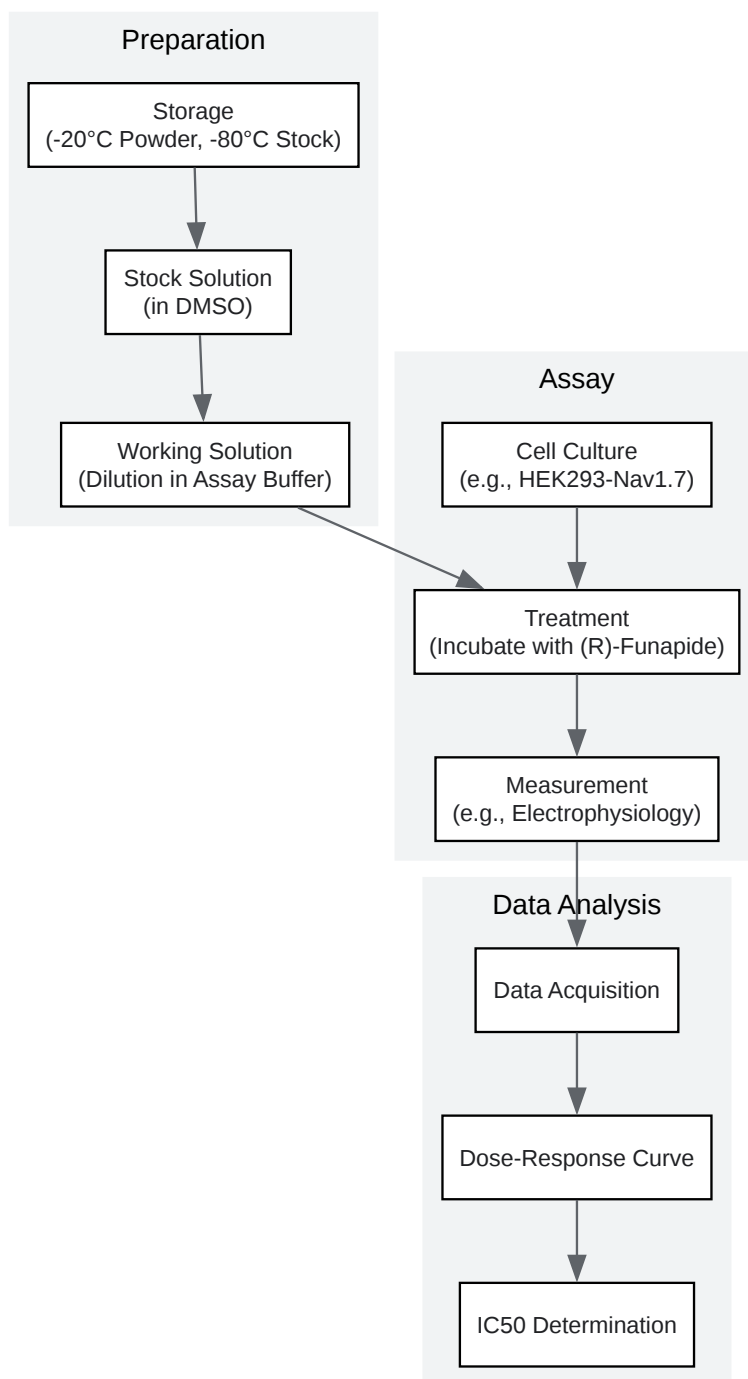 Preparation
Storage
(-20°C Powder, -80°C Stock)
Stock Solution
(in DMSO)
Working Solution
(Dilution in Assay Buffer)
Assay
Cell Culture
(e.g., HEK293-Nav1.7)
Treatment
(Incubate with (R)-Funapide)
Measurement
(e.g., Electrophysiology)
Data Analysis
Data Acquisition
Dose-Response Curve
IC50 Determination